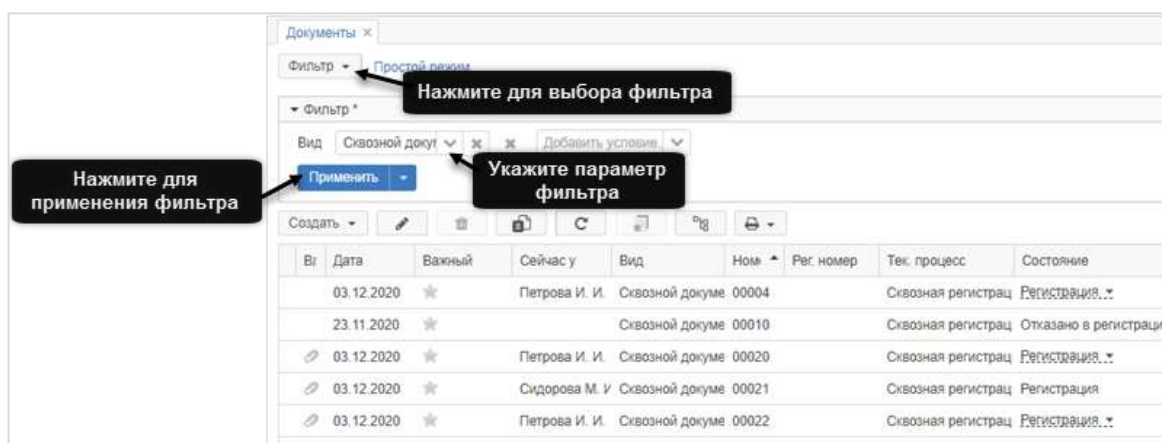 Документы ×
Фильтр
Простой режим
Нажмите для выбора фильтра
Фильтр *
Вид
Сквозной докум
Добавить условие.
Укажите параметр
фильтра
Применить
Нажмите для
применения фильтра
Создать
Вл Дата Важный Сейчас у Вид Номе Рег. номер Тек. процесс Состояние
03.12.2020 Петрова И. И. Сквозной докуме 00004 Сквозная регистрац Регистрация
23.11.2020 Сквозной докуме 00010 Сквозная регистрац Отказано в регистраци
03.12.2020 Петрова И. И. Сквозной докуме 00020 Сквозная регистрац Регистрация
03.12.2020 Сидорова М. И Сквозной докуме 00021 Сквозная регистрац Регистрация
03.12.2020 Петрова И. И. Сквозной докуме 00022 Сквозная регистрац Регистрация